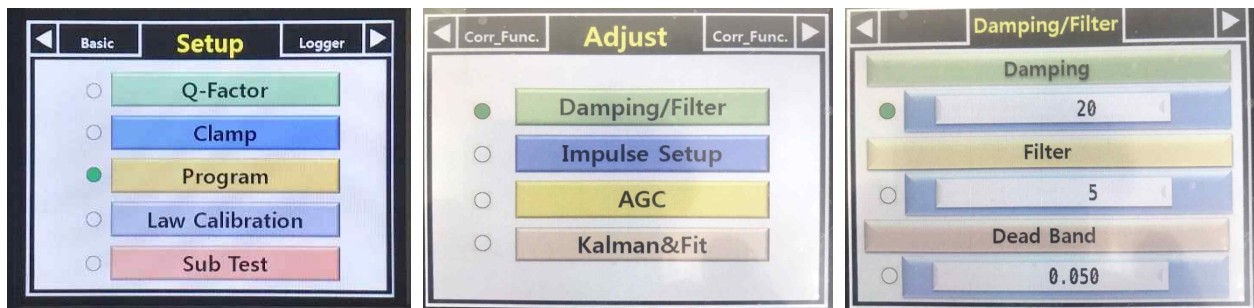 Basic
Setup
Logger
Q-Factor
Clamp
Program
Law Calibration
Sub Test
Corr_Func.
Adjust
Corr_Func.
Damping/Filter
Impulse Setup
AGC
Kalman&Fit
Damping/Filter
Damping
20
Filter
5
Dead Band
0.050